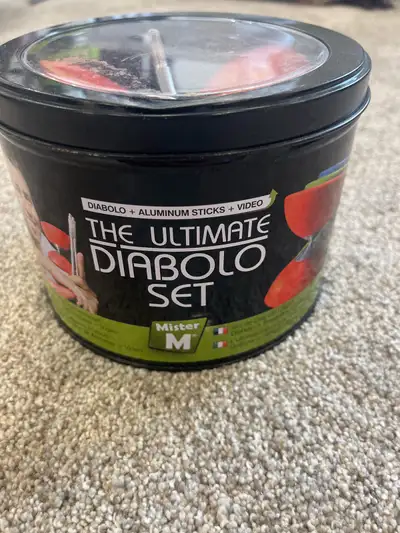 DIABOLO + ALUMINUM STICKS + VIDEO
THE ULTIMATE
DIABOLO
SET
Mister
M